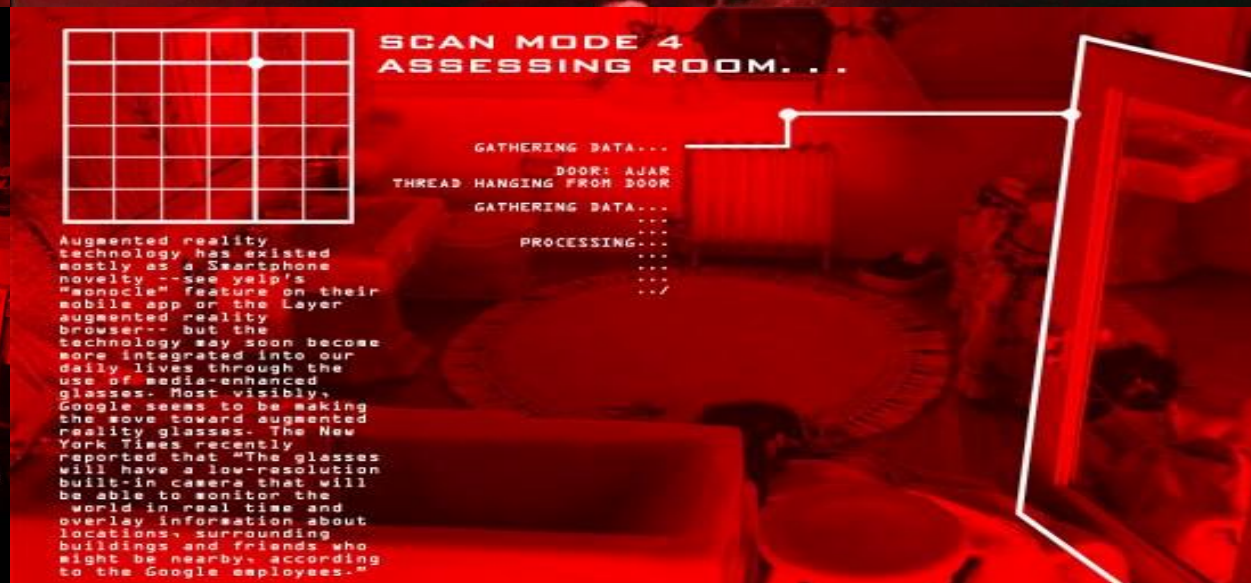 SCAN MODE 4
ASSESSING ROOM...
GATHERING DATA...
DOOR: AJAR
THREAD HANGING FROM DOOR
GATHERING DATA...
...
...
PROCESSING...
...
...
...
../
Augmented reality
technology has existed
mostly as a Smartphone
novelty --see yelp's
"monocle" feature on their
mobile app or the Layer
augmented reality
browser-- but the
technology may soon become
more integrated into our
daily lives through the
use of media-enhanced
glasses. Most visibly,
Google seems to be making
the move toward augmented
reality glasses. The New
York Times recently
reported that "The glasses
will have a low-resolution
built-in camera that will
be able to monitor the
world in real time and
overlay information about
locations, surrounding
buildings and friends who
might be nearby, according
to the Google employees."